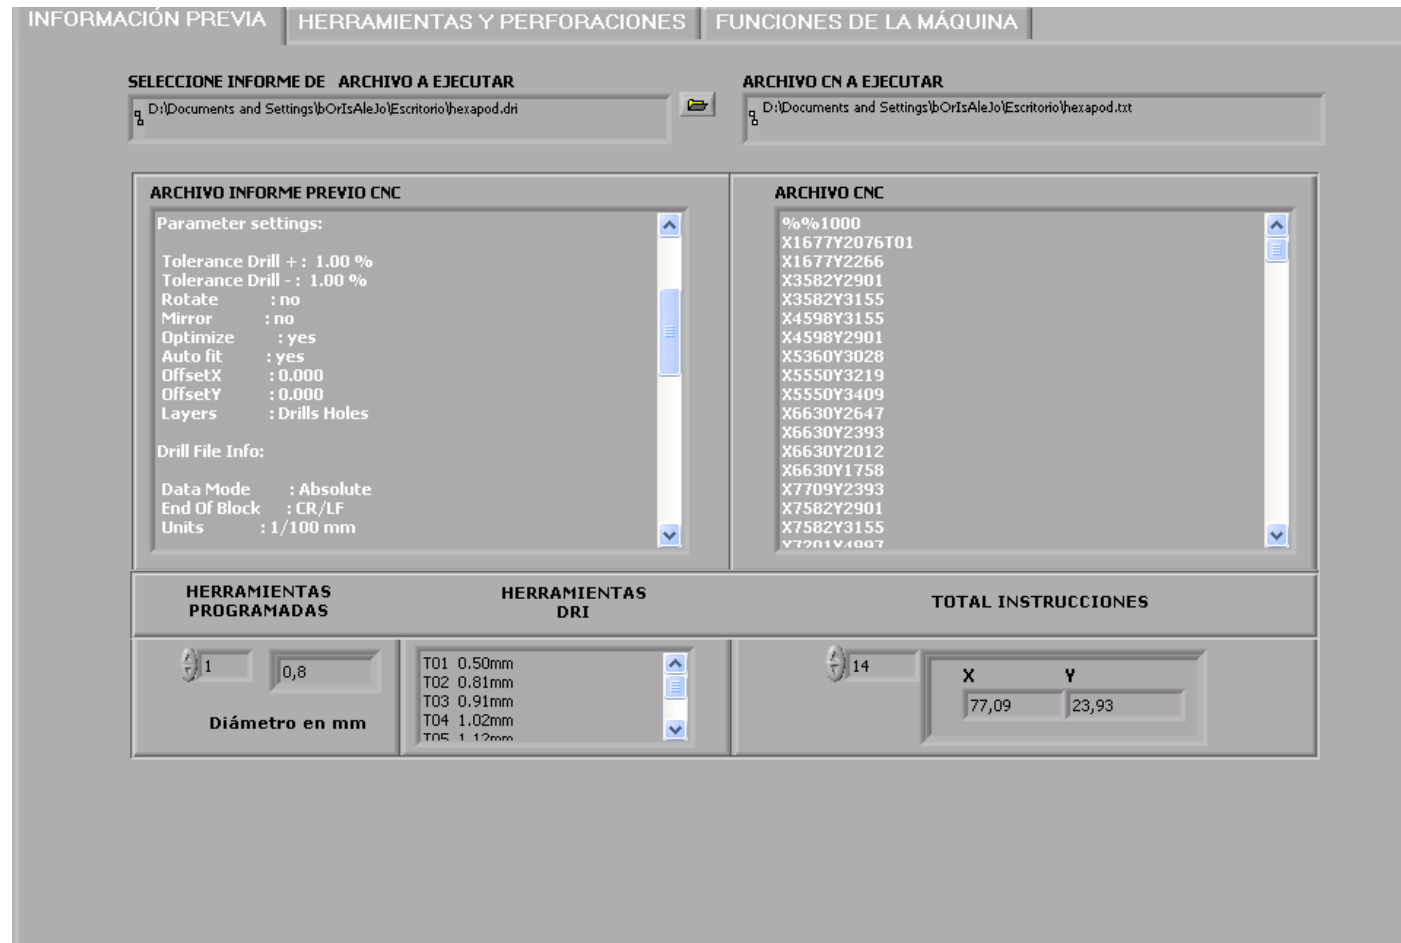 INFORMACIÓN PREVIA
HERRAMIENTAS Y PERFORACIONES
FUNCIONES DE LA MÁQUINA
SELECCIONE INFORME DE ARCHIVO A EJECUTAR
D:\Documents and Settings\bOrIsAleJo\Escritorio\hexapod.dri
ARCHIVO CN A EJECUTAR
D:\Documents and Settings\bOrIsAleJo\Escritorio\hexapod.txt
ARCHIVO INFORME PREVIO CNC
Parameter settings:
Tolerance Drill + : 1.00 %
Tolerance Drill - : 1.00 %
Rotate : no
Mirror : no
Optimize : yes
Auto fit : yes
OffsetX : 0.000
OffsetY : 0.000
Layers : Drills Holes
Drill File Info:
Data Mode : Absolute
End Of Block : CR/LF
Units : 1/100 mm
ARCHIVO CNC
%%1000
X1677Y2076T01
X1677Y2266
X3582Y2901
X3582Y3155
X4598Y3155
X4598Y2901
X5360Y3028
X5550Y3219
X5550Y3409
X6630Y2647
X6630Y2393
X6630Y2012
X6630Y1758
X7709Y2393
X7582Y2901
X7582Y3155
X7201Y4997
HERRAMIENTAS
PROGRAMADAS
HERRAMIENTAS
DRI
TOTAL INSTRUCCIONES
1
0,8
Diámetro en mm
T01 0.50mm
T02 0.81mm
T03 0.91mm
T04 1.02mm
T05 1.12mm
14
X Y
77,09 23,93